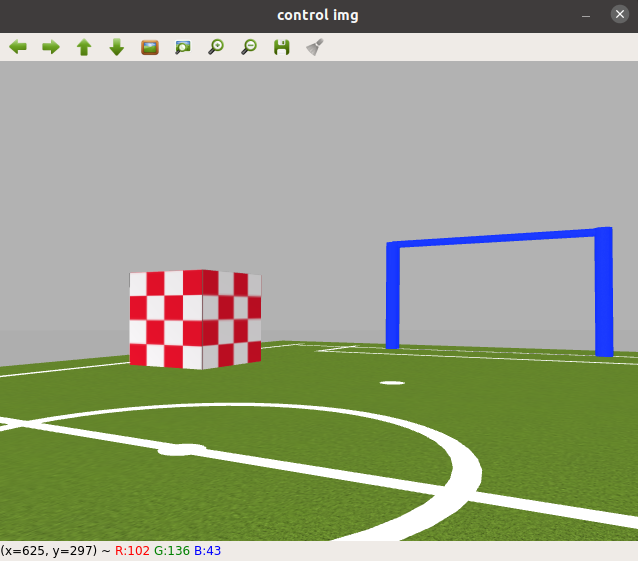 control img
(x=625, y=297) ~ R:102 G:136 B:43